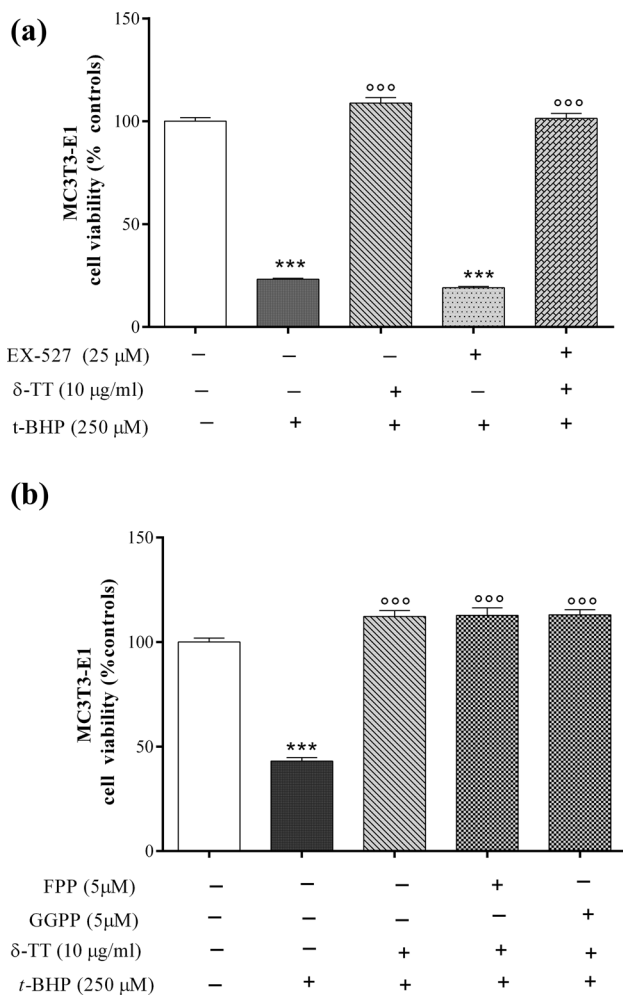 (a)
MC3T3-E1
cell viability (% controls)
150
100
50
0
°°°
°°°
***
***
EX-527 (25 μM) – – – + +
δ-TT (10 μg/ml) – – + – +
t-BHP (250 μM) – + + + +
(b)
MC3T3-E1
cell viability (%controls)
150
100
50
0
°°°
°°°
°°°
***
FPP (5μM) – – – + –
GGPP (5μM) – – – – +
δ-TT (10 μg/ml) – – + + +
t-BHP (250 μM) – + + + +